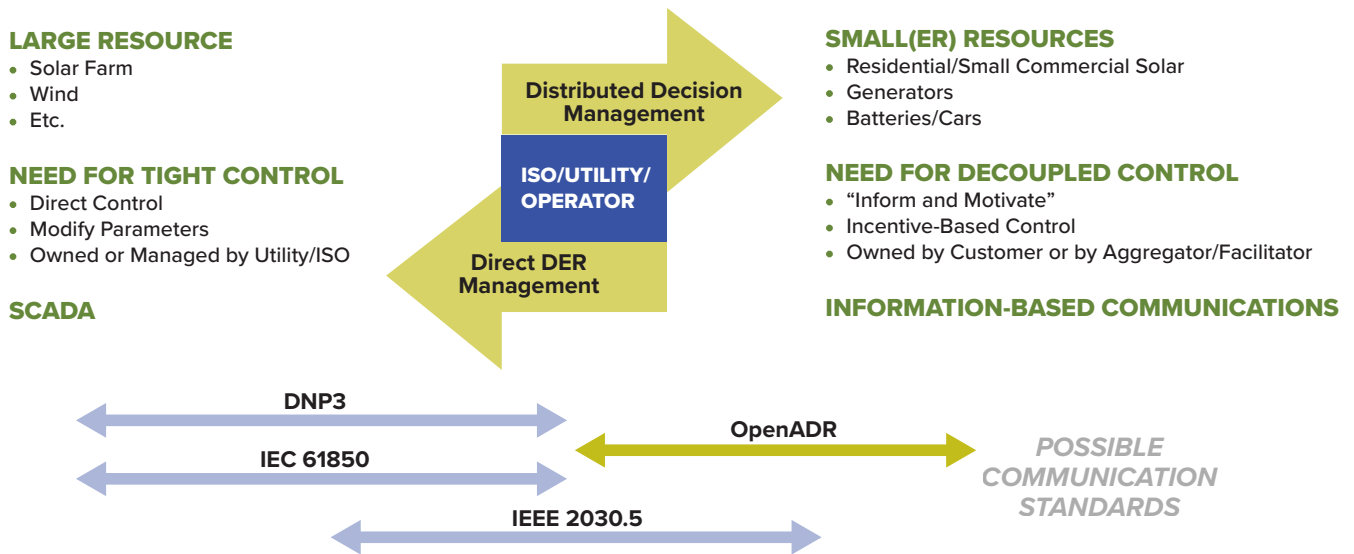 LARGE RESOURCE
• Solar Farm
• Wind
• Etc.
NEED FOR TIGHT CONTROL
• Direct Control
• Modify Parameters
• Owned or Managed by Utility/ISO
SCADA
Distributed Decision
Management
ISO/UTILITY/
OPERATOR
Direct DER
Management
SMALL(ER) RESOURCES
• Residential/Small Commercial Solar
• Generators
• Batteries/Cars
NEED FOR DECOUPLED CONTROL
• “Inform and Motivate”
• Incentive-Based Control
• Owned by Customer or by Aggregator/Facilitator
INFORMATION-BASED COMMUNICATIONS
DNP3
IEC 61850
IEEE 2030.5
OpenADR
POSSIBLE
COMMUNICATION
STANDARDS